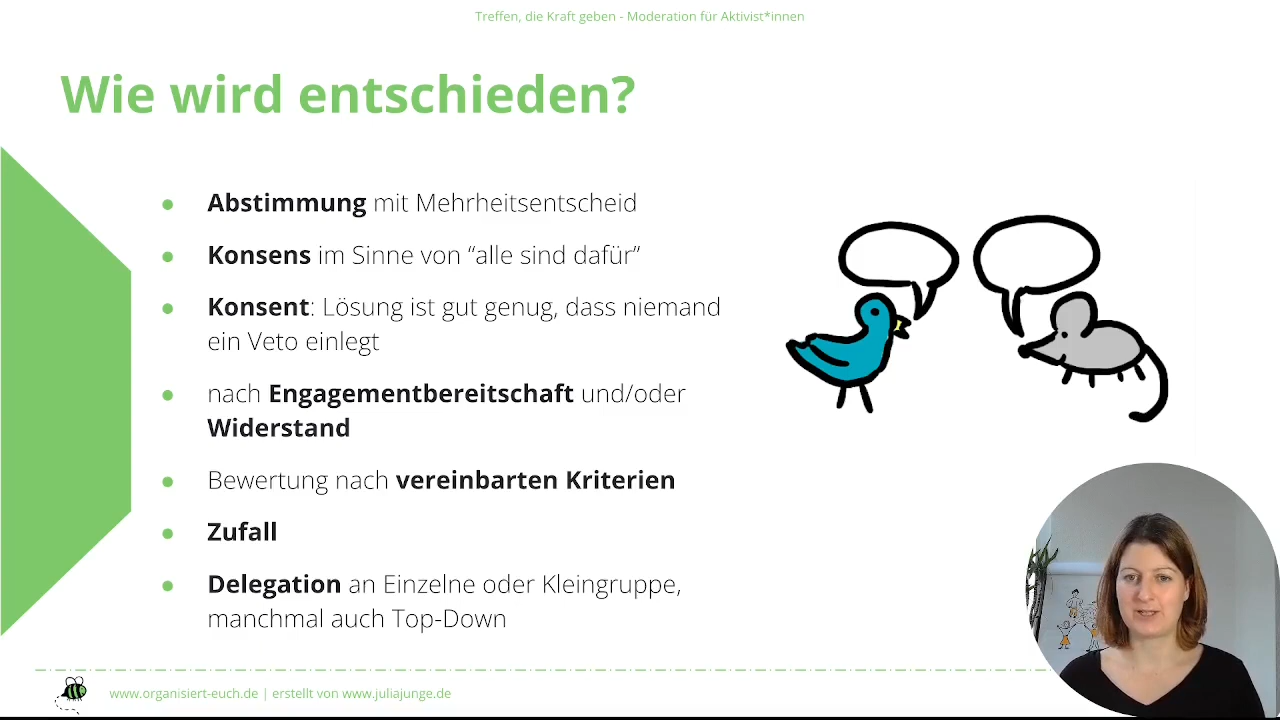 Treffen, die Kraft geben - Moderation für Aktivist*innen
Wie wird entschieden?
● Abstimmung mit Mehrheitsentscheid
● Konsens im Sinne von “alle sind dafür”
● Konsent: Lösung ist gut genug, dass niemand
ein Veto einlegt
● nach Engagementbereitschaft und/oder
Widerstand
● Bewertung nach vereinbarten Kriterien
● Zufall
● Delegation an Einzelne oder Kleingruppe,
manchmal auch Top-Down
www.organisiert-euch.de | erstellt von www.juliajunge.de